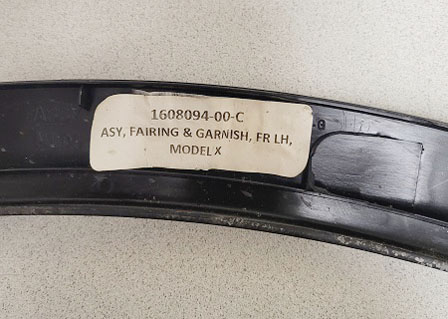 1608094-00-C
ASY, FAIRING & GARNISH, FR LH,
MODEL X